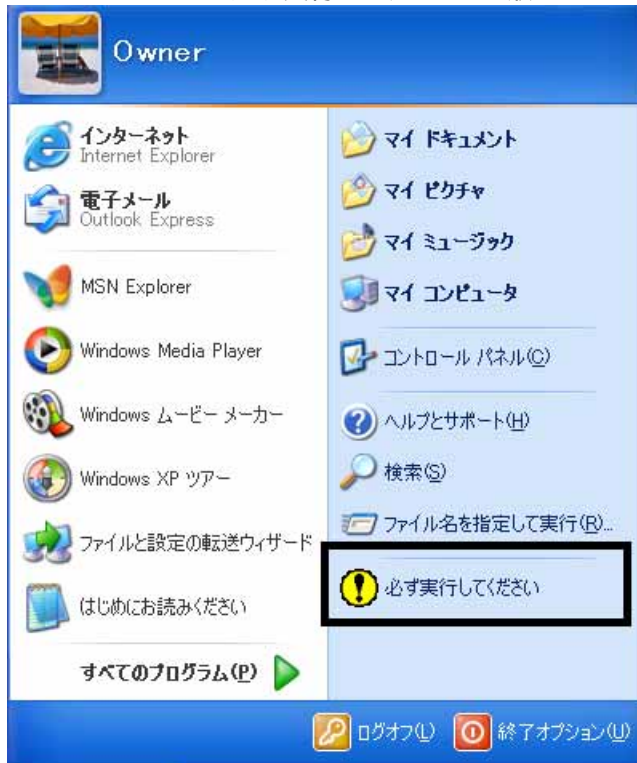 Owner
インターネット
Internet Explorer
電子メール
Outlook Express
MSN Explorer
Windows Media Player
Windows ムービー メーカー
Windows XP ツアー
ファイルと設定の転送ウィザード
はじめにお読みください
すべてのプログラム(P)
マイ ドキュメント
マイ ピクチャ
マイ ミュージック
マイ コンピュータ
コントロール パネル(C)
ヘルプとサポート(H)
検索(S)
ファイル名を指定して実行(R)...
必ず実行してください
ログオフ(L)
終了オプション(U)